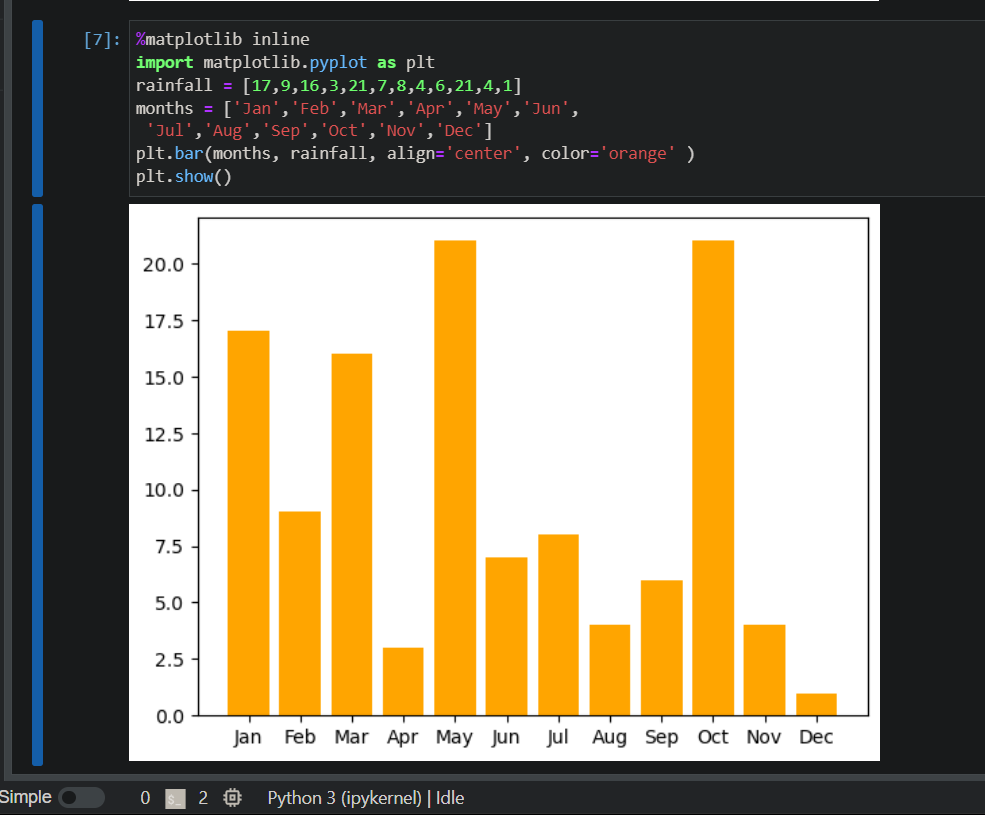 [7]: %matplotlib inline
import matplotlib.pyplot as plt
rainfall = [17,9,16,3,21,7,8,4,6,21,4,1]
months = ['Jan','Feb','Mar','Apr','May','Jun',
'Jul','Aug','Sep','Oct','Nov','Dec']
plt.bar(months, rainfall, align='center', color='orange' )
plt.show()
20.0
17.5
15.0
12.5
10.0
7.5
5.0
2.5
0.0
Jan Feb Mar Apr May Jun Jul Aug Sep Oct Nov Dec
Simple 0 $_ 2 Python 3 (ipykernel) | Idle